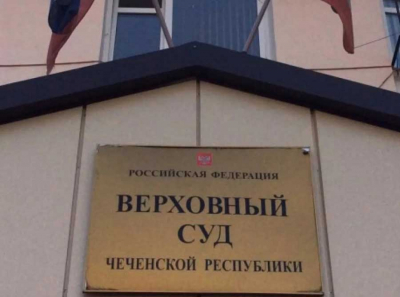 РОССИЙСКАЯ ФЕДЕРАЦИЯ
ВЕРХОВНЫЙ
СУД
ЧЕЧЕНСКОЙ РЕСПУБЛИКИ